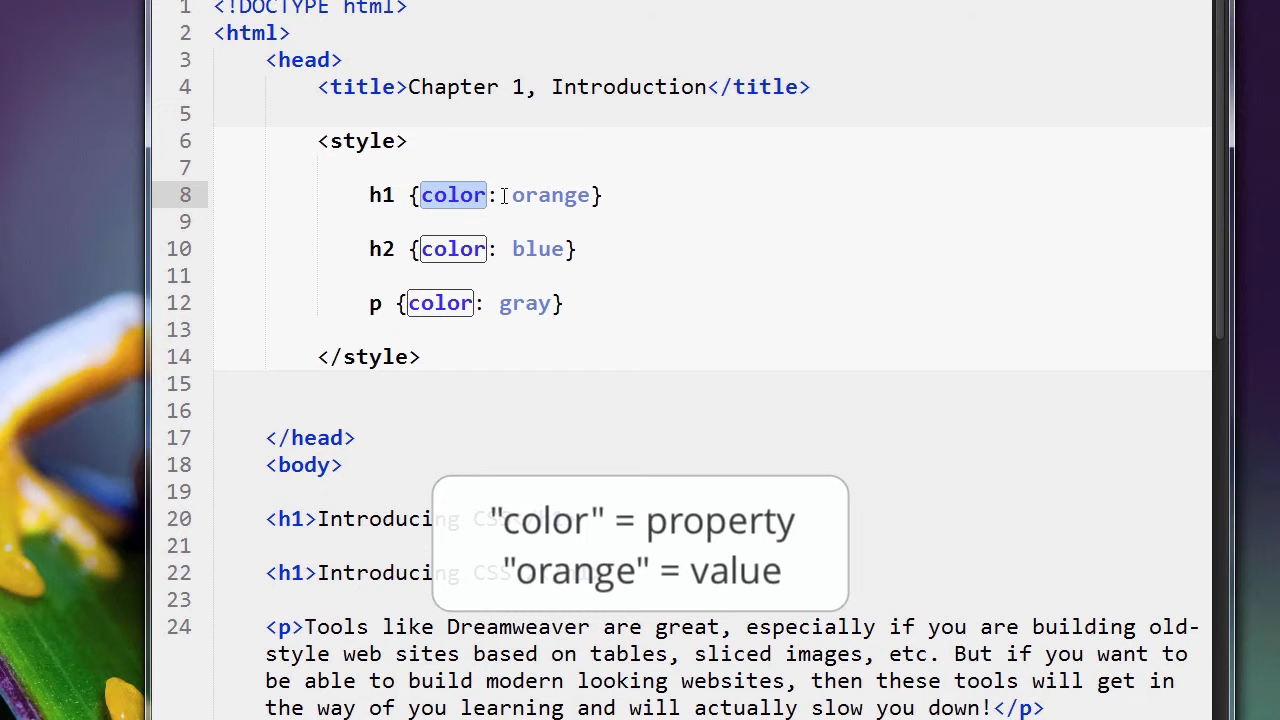 1 <!DOCTYPE html>
2 <html>
3 <head>
4 <title>Chapter 1, Introduction</title>
5
6 <style>
7
8 h1 {color: orange}
9
10 h2 {color: blue}
11
12 p {color: gray}
13
14 </style>
15
16
17 </head>
18 <body>
19
20 <h1>Introducing CSS
"color" = property
21
22 <h1>Introducing CSS
"orange" = value
23
24 <p>Tools like Dreamweaver are great, especially if you are building old-
style web sites based on tables, sliced images, etc. But if you want to
be able to build modern looking websites, then these tools will get in
the way of you learning and will actually slow you down!</p>